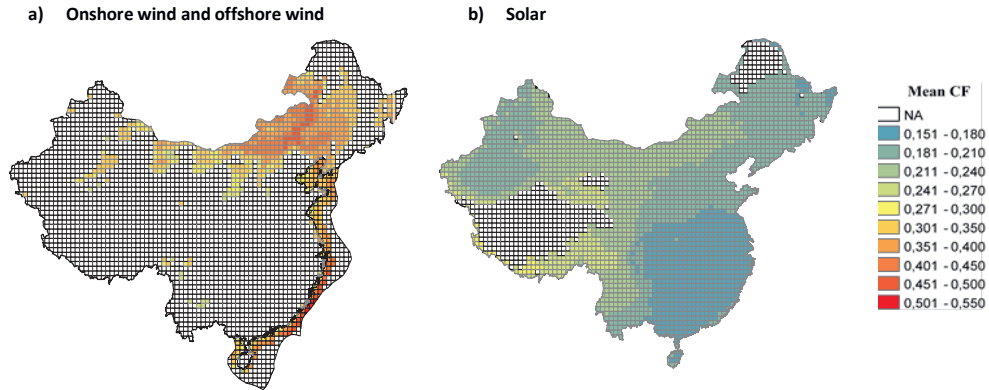 a) Onshore wind and offshore wind
b) Solar
Mean CF
NA
0,151 - 0,180
0,181 - 0,210
0,211 - 0,240
0,241 - 0,270
0,271 - 0,300
0,301 - 0,350
0,351 - 0,400
0,401 - 0,450
0,451 - 0,500
0,501 - 0,550